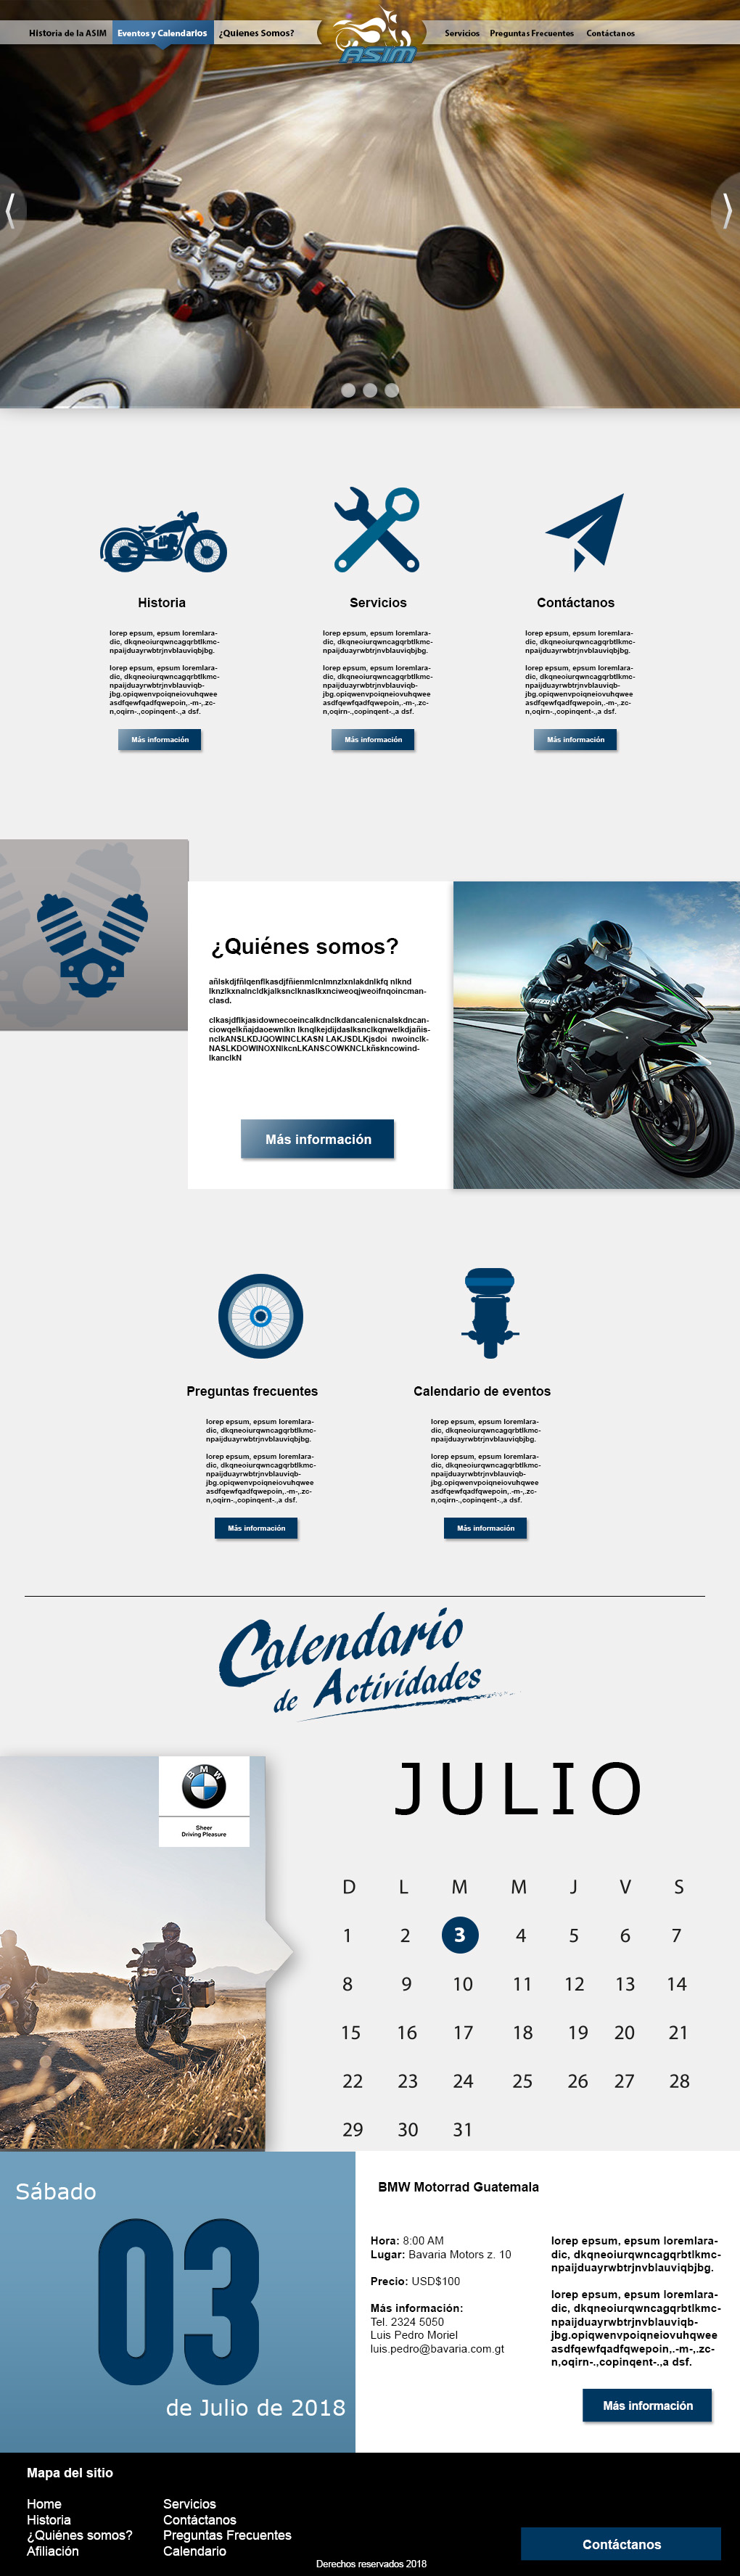 Historia de la ASIM
Eventos y Calendarios
¿Quienes Somos?
ASIM
Servicios
Preguntas Frecuentes
Contáctanos
Historia
lorep epsum, epsum loremlara-
dic, dkqneoiurqwncagqrbtlkmc-
npaijduayrwbtrjnvblauviqbjbg.
lorep epsum, epsum loremlara-
dic, dkqneoiurqwncagqrbtlkmc-
npaijduayrwbtrjnvblauviqb-
jbg.opiqwenvpoiqneiovuhqwee
asdfqewfqadfqwepoin,.-m-,.zc-
n,oqirn-.,copinqent-.,a dsf.
Más información
Servicios
lorep epsum, epsum loremlara-
dic, dkqneoiurqwncagqrbtlkmc-
npaijduayrwbtrjnvblauviqbjbg.
lorep epsum, epsum loremlara-
dic, dkqneoiurqwncagqrbtlkmc-
npaijduayrwbtrjnvblauviqb-
jbg.opiqwenvpoiqneiovuhqwee
asdfqewfqadfqwepoin,.-m-,.zc-
n,oqirn-.,copinqent-.,a dsf.
Más información
Contáctanos
lorep epsum, epsum loremlara-
dic, dkqneoiurqwncagqrbtlkmc-
npaijduayrwbtrjnvblauviqbjbg.
lorep epsum, epsum loremlara-
dic, dkqneoiurqwncagqrbtlkmc-
npaijduayrwbtrjnvblauviqb-
jbg.opiqwenvpoiqneiovuhqwee
asdfqewfqadfqwepoin,.-m-,.zc-
n,oqirn-.,copinqent-.,a dsf.
Más información
¿Quiénes somos?
añlskdjfñlqenflkasdjfñienmlcnlmnzlxnlakdnlkfq nlknd
lknzlkxnalncldkjalksnclknaslkxnciweoqjweoifnqoincman-
clasd.
clkasjdflkjasidownecoeincalkdnclkdancalenicnalskdncan-
ciowqelkñajdaoewnlkn lknqlkejdijdaslksnclkqnwelkdjañis-
nclkANSLKDJQOWINCLKASN LAKJSDLKjsdoi nwoinclk-
NASLKDOWINOXNlkcnLKANSCOWKNCLkñskncowind-
lkanclkN
Más información
Preguntas frecuentes
lorep epsum, epsum loremlara-
dic, dkqneoiurqwncagqrbtlkmc-
npaijduayrwbtrjnvblauviqbjbg.
lorep epsum, epsum loremlara-
dic, dkqneoiurqwncagqrbtlkmc-
npaijduayrwbtrjnvblauviqb-
jbg.opiqwenvpoiqneiovuhqwee
asdfqewfqadfqwepoin,.-m-,.zc-
n,oqirn-.,copinqent-.,a dsf.
Más información
Calendario de eventos
lorep epsum, epsum loremlara-
dic, dkqneoiurqwncagqrbtlkmc-
npaijduayrwbtrjnvblauviqbjbg.
lorep epsum, epsum loremlara-
dic, dkqneoiurqwncagqrbtlkmc-
npaijduayrwbtrjnvblauviqb-
jbg.opiqwenvpoiqneiovuhqwee
asdfqewfqadfqwepoin,.-m-,.zc-
n,oqirn-.,copinqent-.,a dsf.
Más información
Calendario
de Actividades
BMW
Sheer
Driving Pleasure
JULIO
D L M M J V S
1 2 3 4 5 6 7
8 9 10 11 12 13 14
15 16 17 18 19 20 21
22 23 24 25 26 27 28
29 30 31
Sábado
03
de Julio de 2018
BMW Motorrad Guatemala
Hora: 8:00 AM
Lugar: Bavaria Motors z. 10
Precio: USD$100
Más información:
Tel. 2324 5050
Luis Pedro Moriel
luis.pedro@bavaria.com.gt
lorep epsum, epsum loremlara-
dic, dkqneoiurqwncagqrbtlkmc-
npaijduayrwbtrjnvblauviqbjbg.
lorep epsum, epsum loremlara-
dic, dkqneoiurqwncagqrbtlkmc-
npaijduayrwbtrjnvblauviqb-
jbg.opiqwenvpoiqneiovuhqwee
asdfqewfqadfqwepoin,.-m-,.zc-
n,oqirn-.,copinqent-.,a dsf.
Más información
Mapa del sitio
Home
Historia
¿Quiénes somos?
Afiliación
Servicios
Contáctanos
Preguntas Frecuentes
Calendario
Contáctanos
Derechos reservados 2018